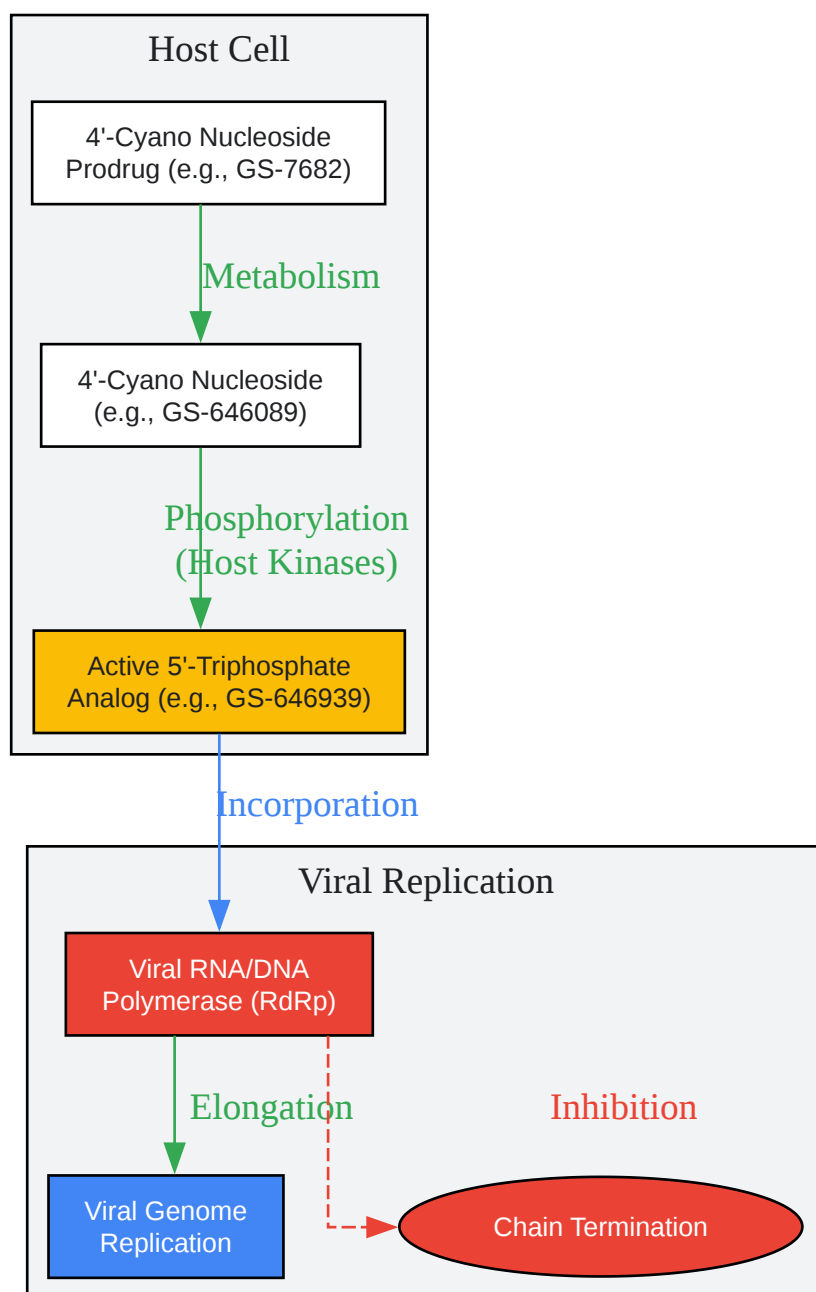 Host Cell
4'-Cyano Nucleoside
Prodrug (e.g., GS-7682)
Metabolism
4'-Cyano Nucleoside
(e.g., GS-646089)
Phosphorylation
(Host Kinases)
Active 5'-Triphosphate
Analog (e.g., GS-646939)
Incorporation
Viral Replication
Viral RNA/DNA
Polymerase (RdRp)
Elongation
Inhibition
Viral Genome
Replication
Chain Termination